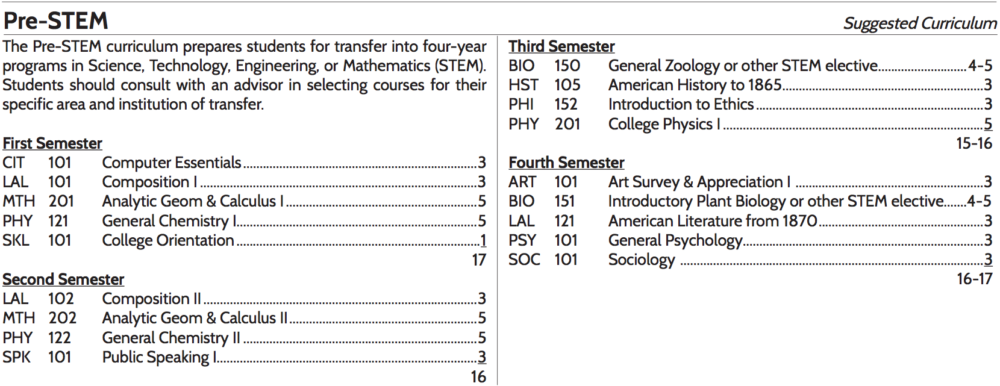 Pre-STEM
Suggested Curriculum
The Pre-STEM curriculum prepares students for transfer into four-year
programs in Science, Technology, Engineering, or Mathematics (STEM).
Students should consult with an advisor in selecting courses for their
specific area and institution of transfer.
First Semester
CIT 101 Computer Essentials 3
LAL 101 Composition I 3
MTH 201 Analytic Geom & Calculus I 5
PHY 121 General Chemistry I 5
SKL 101 College Orientation 1
17
Second Semester
LAL 102 Composition II 3
MTH 202 Analytic Geom & Calculus II 5
PHY 122 General Chemistry II 5
SPK 101 Public Speaking I 3
16
Third Semester
BIO 150 General Zoology or other STEM elective 4-5
HST 105 American History to 1865 3
PHI 152 Introduction to Ethics 3
PHY 201 College Physics I 5
15-16
Fourth Semester
ART 101 Art Survey & Appreciation I 3
BIO 151 Introductory Plant Biology or other STEM elective 4-5
LAL 121 American Literature from 1870 3
PSY 101 General Psychology 3
SOC 101 Sociology 3
16-17